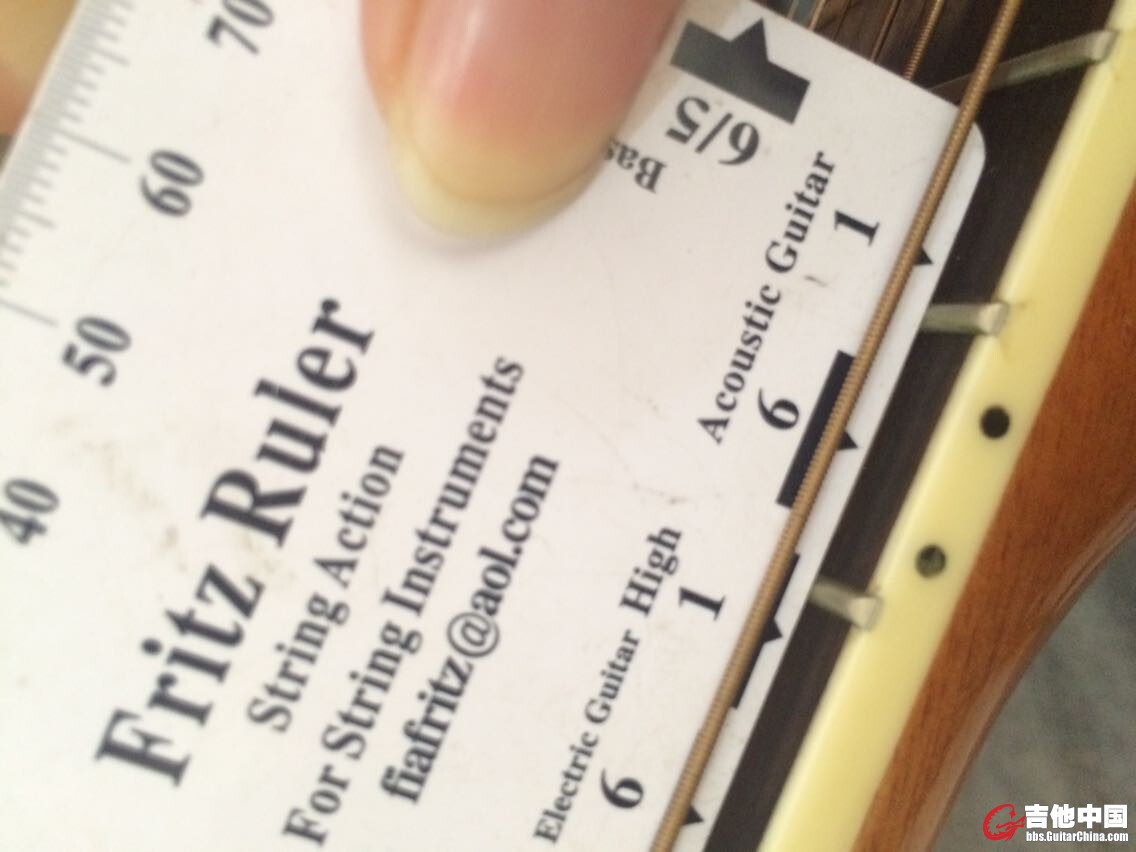 70
60
50
40
6/5
Bas
Acoustic Guitar
6 1
Electric Guitar High
6 1
Fritz Ruler
String Action
For String Instruments
fiafritz@aol.com
吉他中国
bbs.GuitarChina.com